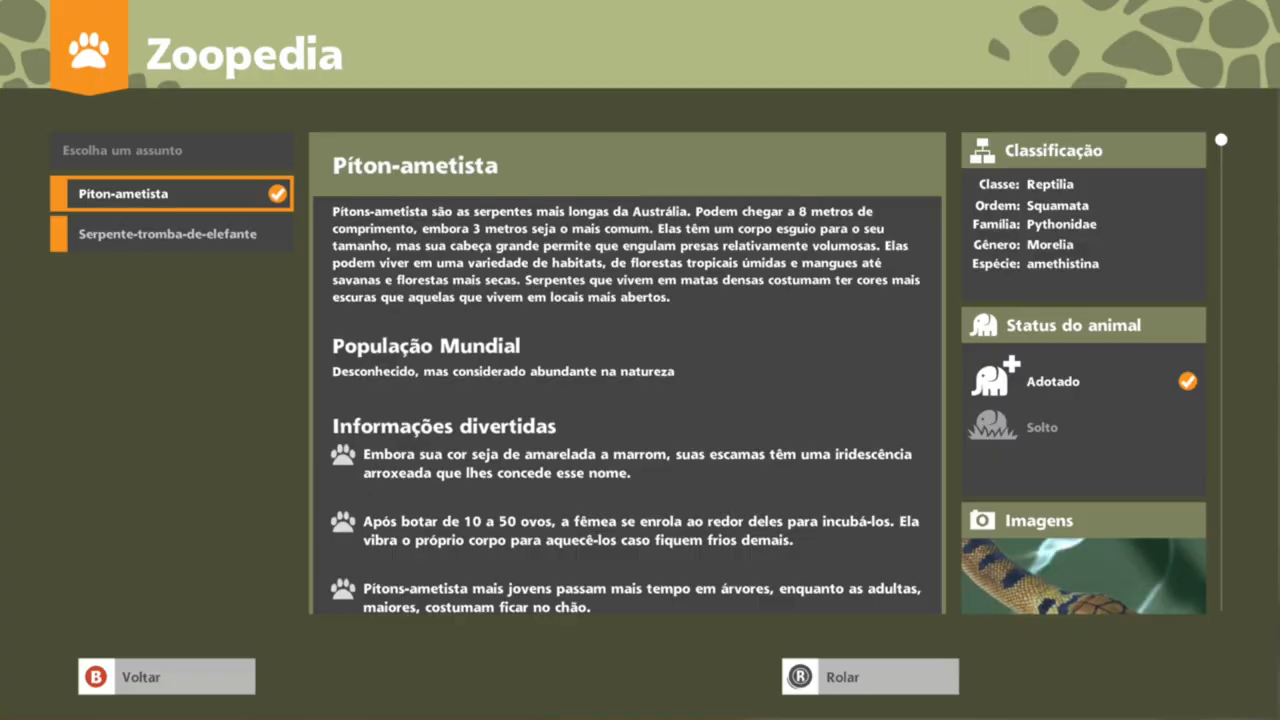 Zoopedia
Escolha um assunto
Píton-ametista
Serpente-tromba-de-elefante
Píton-ametista
Pítons-ametista são as serpentes mais longas da Austrália. Podem chegar a 8 metros de
comprimento, embora 3 metros seja o mais comum. Elas têm um corpo esguio para o seu
tamanho, mas sua cabeça grande permite que engulam presas relativamente volumosas. Elas
podem viver em uma variedade de habitats, de florestas tropicais úmidas e mangues até
savanas e florestas mais secas. Serpentes que vivem em matas densas costumam ter cores mais
escuras que aquelas que vivem em locais mais abertos.
População Mundial
Desconhecido, mas considerado abundante na natureza
Informações divertidas
Embora sua cor seja de amarelada a marrom, suas escamas têm uma iridescência
arroxeada que lhes concede esse nome.
Após botar de 10 a 50 ovos, a fêmea se enrola ao redor deles para incubá-los. Ela
vibra o próprio corpo para aquecê-los caso fiquem frios demais.
Pítons-ametista mais jovens passam mais tempo em árvores, enquanto as adultas,
maiores, costumam ficar no chão.
Classificação
Classe: Reptilia
Ordem: Squamata
Família: Pythonidae
Gênero: Morelia
Espécie: amethistina
Status do animal
Adotado
Solto
Imagens
B Voltar
R Rolar